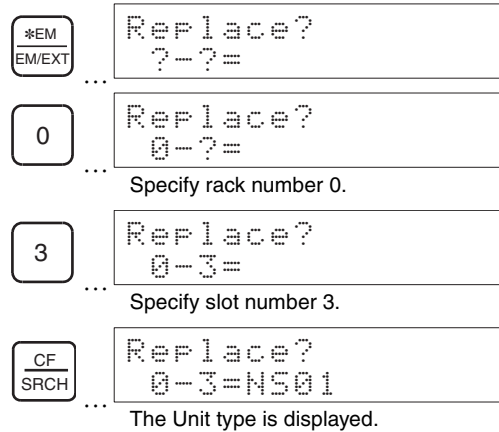 ✻EM
EM/EXT
...
Replace?
?-?=
0
...
Replace?
0-?=
Specify rack number 0.
3
...
Replace?
0-3=
Specify slot number 3.
CF
SRCH
...
Replace?
0-3=NS01
The Unit type is displayed.